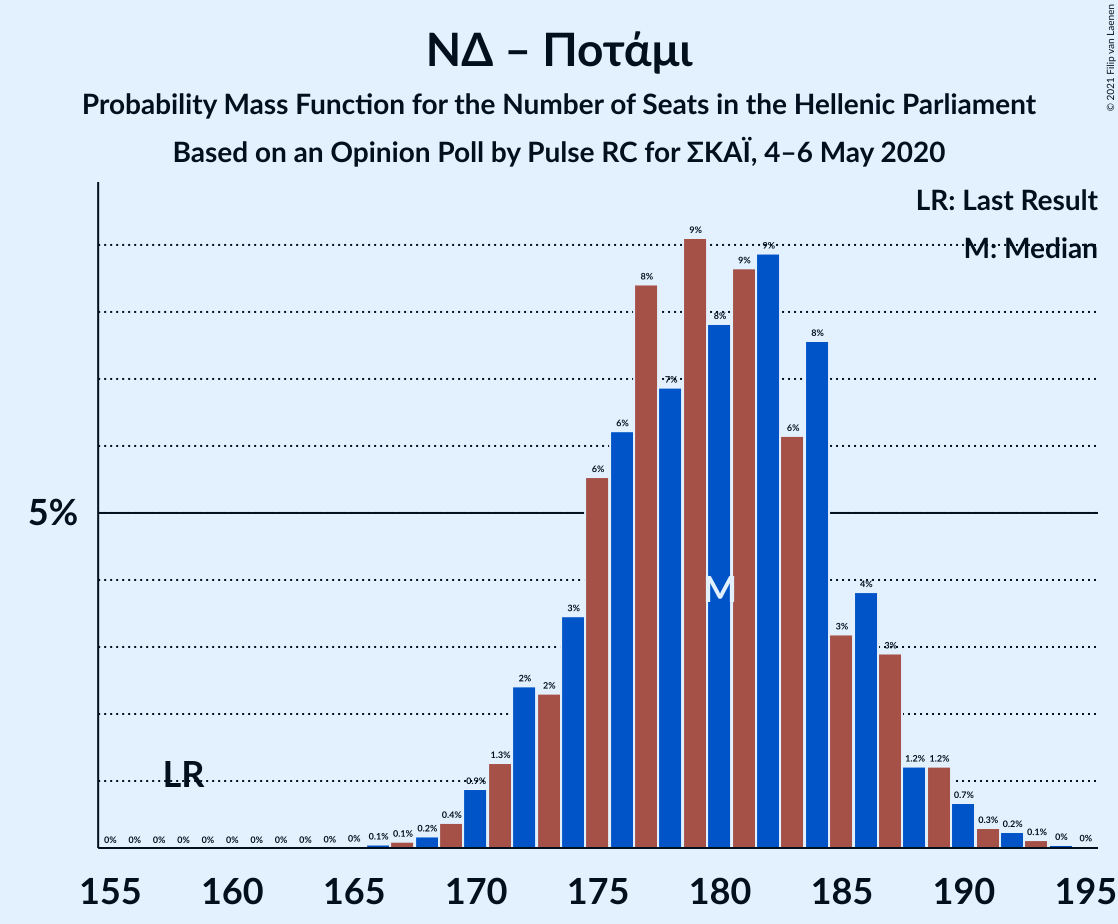 ΝΔ – Ποτάμι
Probability Mass Function for the Number of Seats in the Hellenic Parliament
Based on an Opinion Poll by Pulse RC for ΣΚΑΪ, 4–6 May 2020
© 2021 Filip van Laenen
LR: Last Result
M: Median
5%
LR
M
0% 0% 0% 0% 0% 0% 0% 0% 0% 0% 0% 0.1% 0.1% 0.2% 0.4% 0.9% 1.3% 2% 2% 3% 6% 6% 8% 7% 9% 8% 9% 9% 6% 8% 3% 4% 3% 1.2% 1.2% 0.7% 0.3% 0.2% 0.1% 0% 0%
155 160 165 170 175 180 185 190 195